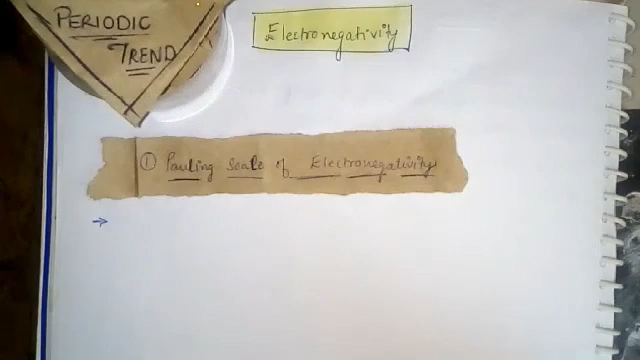 PERIODIC
TREND
Electronegativity
① Pauling Scale of Electronegativity
→